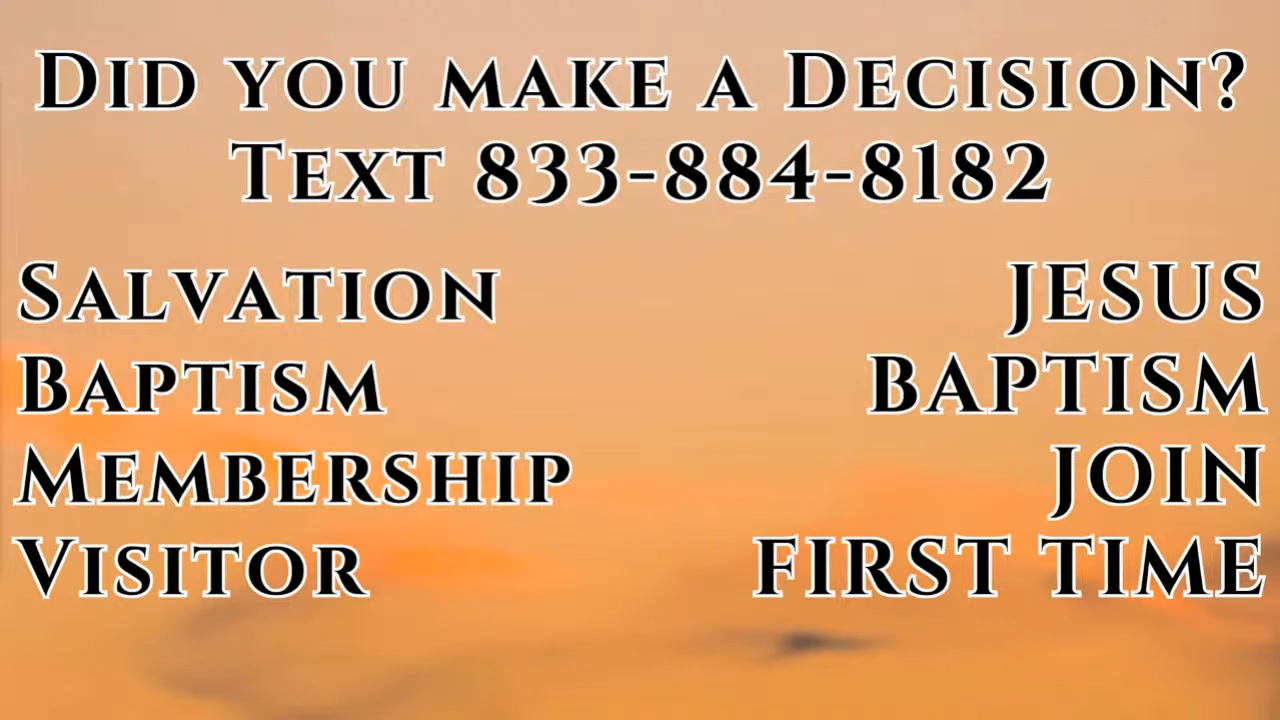 Did you make a Decision?
Text 833-884-8182
Salvation JESUS
Baptism BAPTISM
Membership JOIN
Visitor FIRST TIME